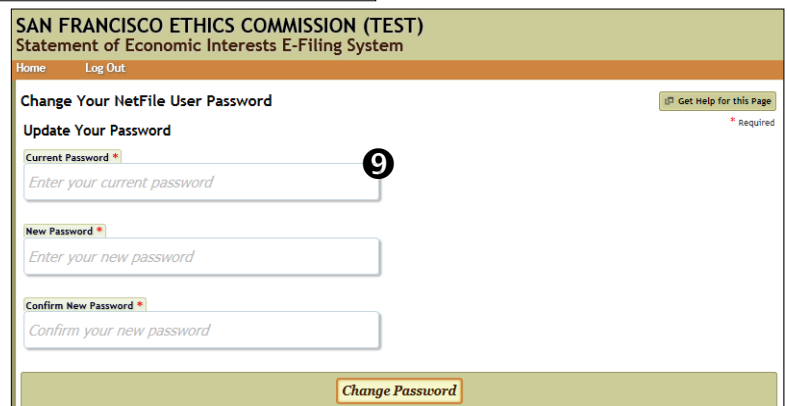 SAN FRANCISCO ETHICS COMMISSION (TEST)
Statement of Economic Interests E-Filing System
Home Log Out
Change Your NetFile User Password
Get Help for this Page
* Required
Update Your Password
Current Password *
9
Enter your current password
New Password *
Enter your new password
Confirm New Password *
Confirm your new password
Change Password